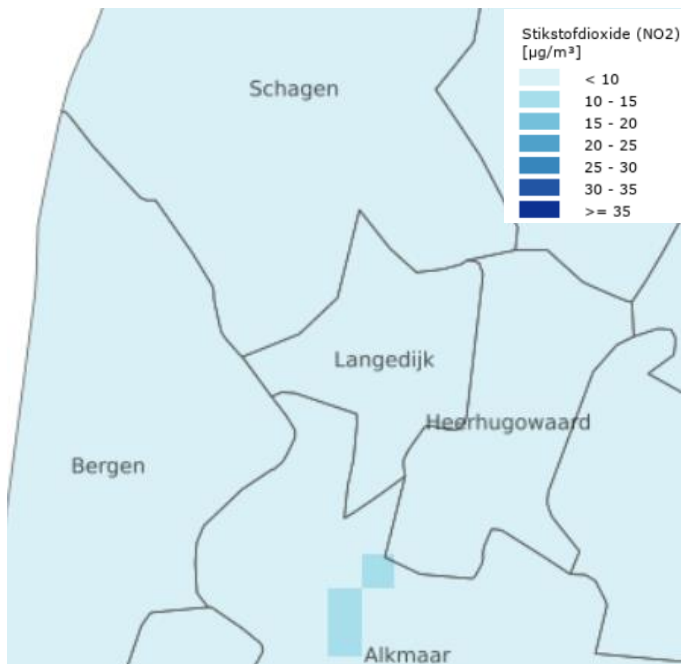 Stikstofdioxide (NO2)
[µg/m³]
< 10
10 - 15
15 - 20
20 - 25
25 - 30
30 - 35
>= 35
Schagen
Langedijk
Heerhugowaard
Bergen
Alkmaar